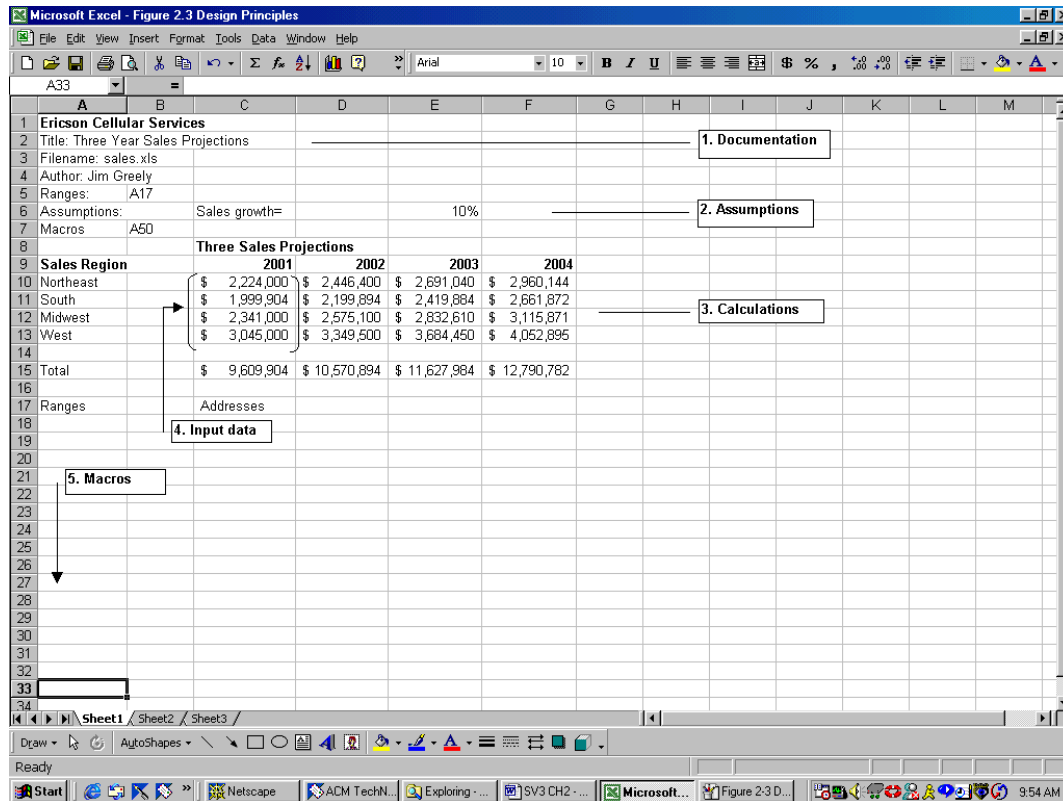 Microsoft Excel - Figure 2.3 Design Principles
File Edit View Insert Format Tools Data Window Help
Arial 10 B I U $ % ,
A33 =
A B C D E F G H I J K L M
1 Ericson Cellular Services
2 Title: Three Year Sales Projections 1. Documentation
3 Filename: sales.xls
4 Author: Jim Greely
5 Ranges: A17
6 Assumptions: Sales growth= 10% 2. Assumptions
7 Macros A50
8 Three Sales Projections
9 Sales Region 2001 2002 2003 2004
10 Northeast $ 2,224,000 $ 2,446,400 $ 2,691,040 $ 2,960,144
11 South $ 1,999,904 $ 2,199,894 $ 2,419,884 $ 2,661,872 3. Calculations
12 Midwest $ 2,341,000 $ 2,575,100 $ 2,832,610 $ 3,115,871
13 West $ 3,045,000 $ 3,349,500 $ 3,684,450 $ 4,052,895
14
15 Total $ 9,609,904 $ 10,570,894 $ 11,627,984 $ 12,790,782
16
17 Ranges Addresses
18 4. Input data
19
20
21 5. Macros
22
23
24
25
26
27
28
29
30
31
32
33
34
Sheet1 Sheet2 Sheet3
Draw AutoShapes
Ready
Start Netscape ACM TechN... Exploring - ... SV3 CH2 - ... Microsoft... Figure 2-3 D... 9:54 AM